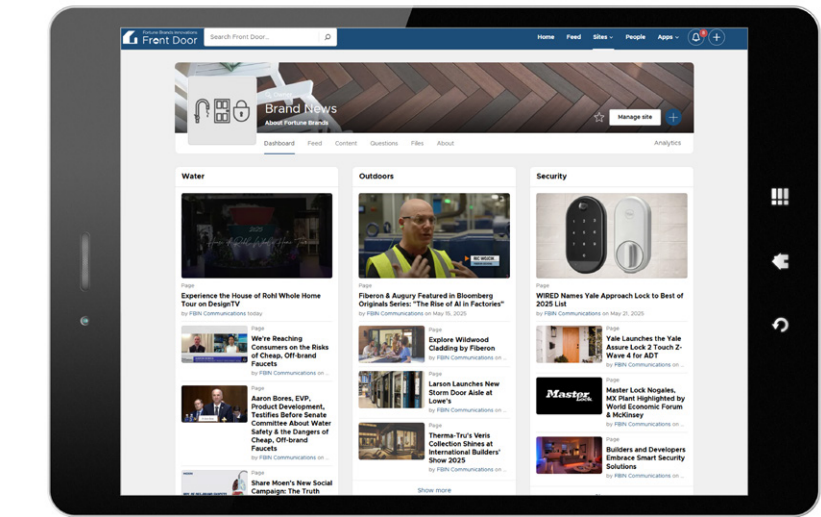 Fortune Brands Innovations
Front Door
Search Front Door...
Home
Feed
Sites
People
Apps
Brand News
About Fortune Brands
Manage site
Dashboard
Feed
Content
Questions
Files
About
Analytics
Water
2025
Page
Experience the House of Rohl Whole Home
Tour on DesignTV
by FBIN Communications today
Page
We're Reaching
Consumers on the Risks
of Cheap, Off-brand
Faucets
by FBIN Communications on ...
Page
Aaron Bores, EVP,
Product Development,
Testifies Before Senate
Committee About Water
Safety & the Dangers of
Cheap, Off-brand
Faucets
by FBIN Communications on ...
Page
Share Moen's New Social
Campaign: The Truth
Outdoors
Page
Fiberon & Augury Featured in Bloomberg
Originals Series: "The Rise of AI in Factories"
by FBIN Communications on May 15, 2025
Page
Explore Wildwood
Cladding by Fiberon
by FBIN Communications on ...
Page
Larson Launches New
Storm Door Aisle at
Lowe's
by FBIN Communications on ...
Page
Therma-Tru's Veris
Collection Shines at
International Builders'
Show 2025
by FBIN Communications on ...
Show more
Security
Page
WIRED Names Yale Approach Lock to Best of
2025 List
by FBIN Communications on May 21, 2025
Page
Yale Launches the Yale
Assure Lock 2 Touch Z-
Wave 4 for ADT
by FBIN Communications on ...
Master
Lock
Page
Master Lock Nogales,
MX Plant Highlighted by
World Economic Forum
& McKinsey
by FBIN Communications on ...
Page
Builders and Developers
Embrace Smart Security
Solutions
by FBIN Communications on ...